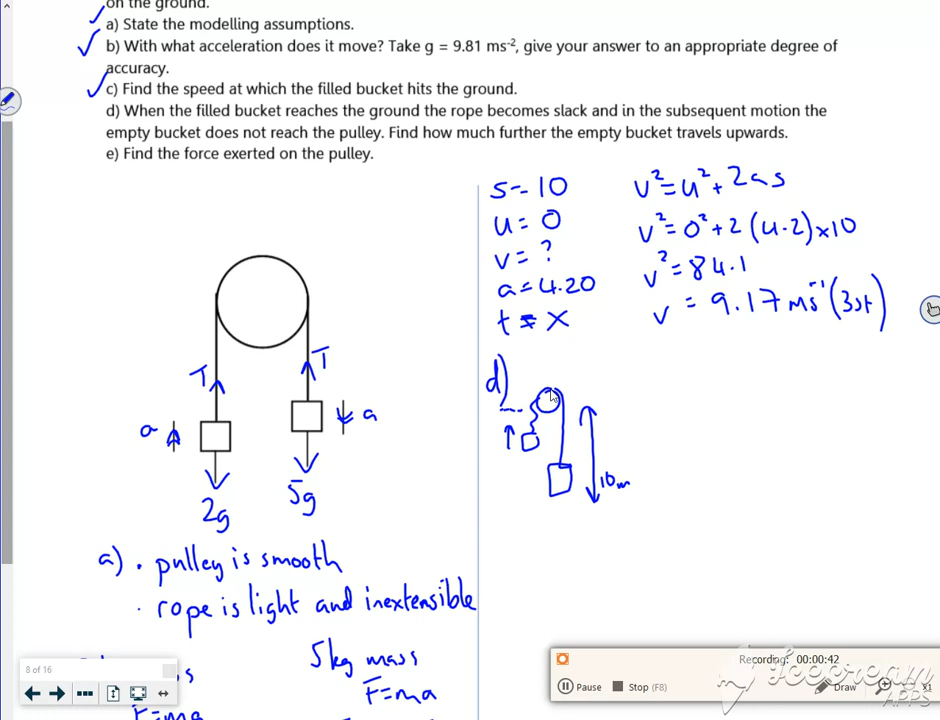 on the ground.
a) State the modelling assumptions.
b) With what acceleration does it move? Take g = 9.81 ms⁻², give your answer to an appropriate degree of
accuracy.
c) Find the speed at which the filled bucket hits the ground.
d) When the filled bucket reaches the ground the rope becomes slack and in the subsequent motion the
empty bucket does not reach the pulley. Find how much further the empty bucket travels upwards.
e) Find the force exerted on the pulley.
s = 10
u = 0
v = ?
a = 4.20
t = X
v² = u² + 2as
v² = 0² + 2(4.2)×10
v² = 84.1
v = 9.17 ms⁻¹ (3sf)
T
T
a
a
2g
5g
d)
10m
a) • pulley is smooth
• rope is light and inextensible
5kg mass
F = ma
s
F = ma
8 of 16
Recording: 00:00:42
Pause
Stop (F8)
Draw
x1
Icecream
APPS